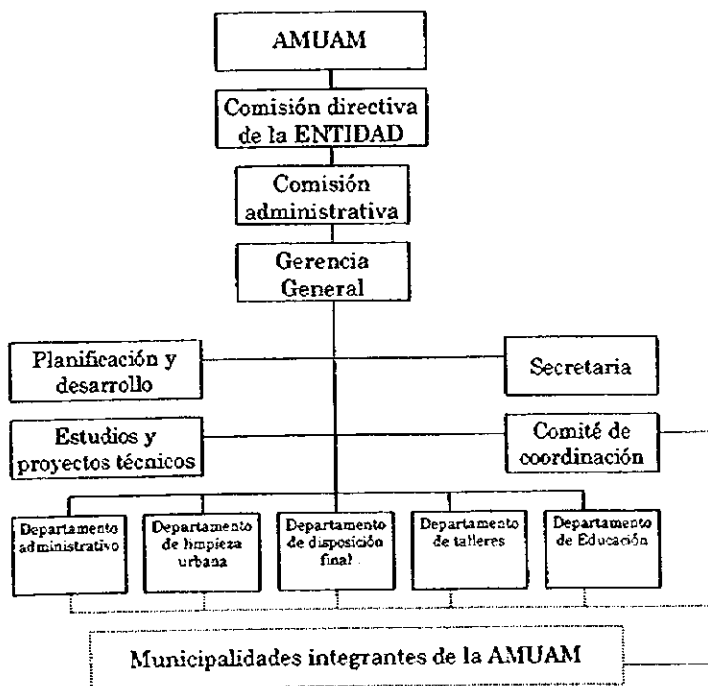 AMUAM
Comisión directiva
de la ENTIDAD
Comisión
administrativa
Gerencia
General
Planificación y
desarrollo
Secretaria
Estudios y
proyectos técnicos
Comité de
coordinación
Departamento
administrativo
Departamento
de limpieza
urbana
Departamento
de disposición
final
Departamento
de talleres
Departamento
de Educación
Municipalidades integrantes de la AMUAM